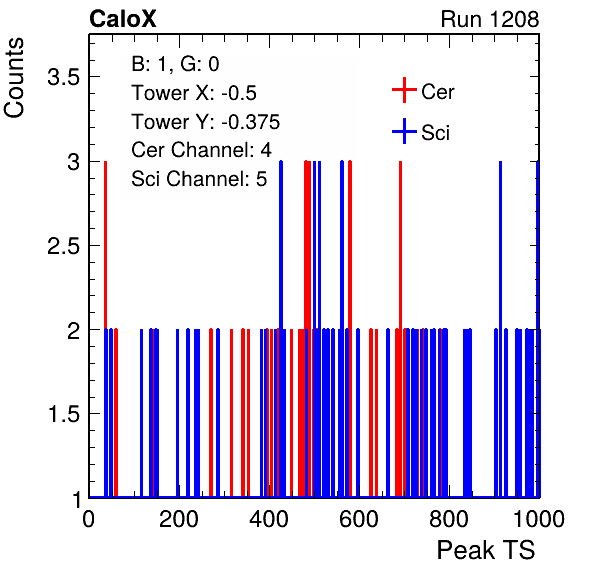 CaloX Run 1208
Counts
B: 1, G: 0
Tower X: -0.5
Tower Y: -0.375
Cer Channel: 4
Sci Channel: 5
Cer
Sci
3.5
3
2.5
2
1.5
1
0 200 400 600 800 1000
Peak TS